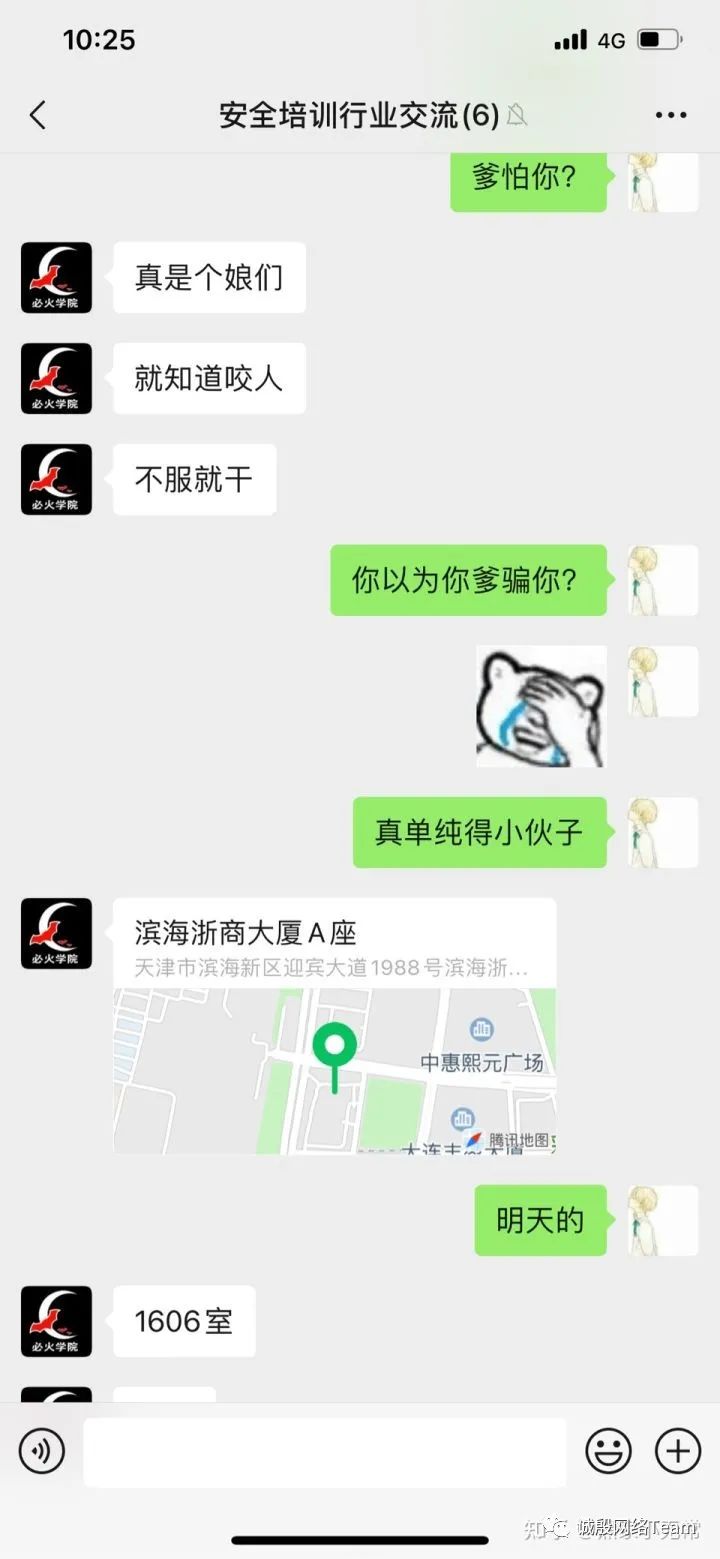 10:25
4G
安全培训行业交流(6)
爹怕你?
必火学院
真是个娘们
必火学院
就知道咬人
必火学院
不服就干
你以为你爹骗你?
真单纯得小伙子
必火学院
滨海浙商大厦A座
天津市滨海新区迎宾大道1988号滨海浙...
中惠熙元广场
腾讯地图
明天的
必火学院
1606室
诚殷网络Team